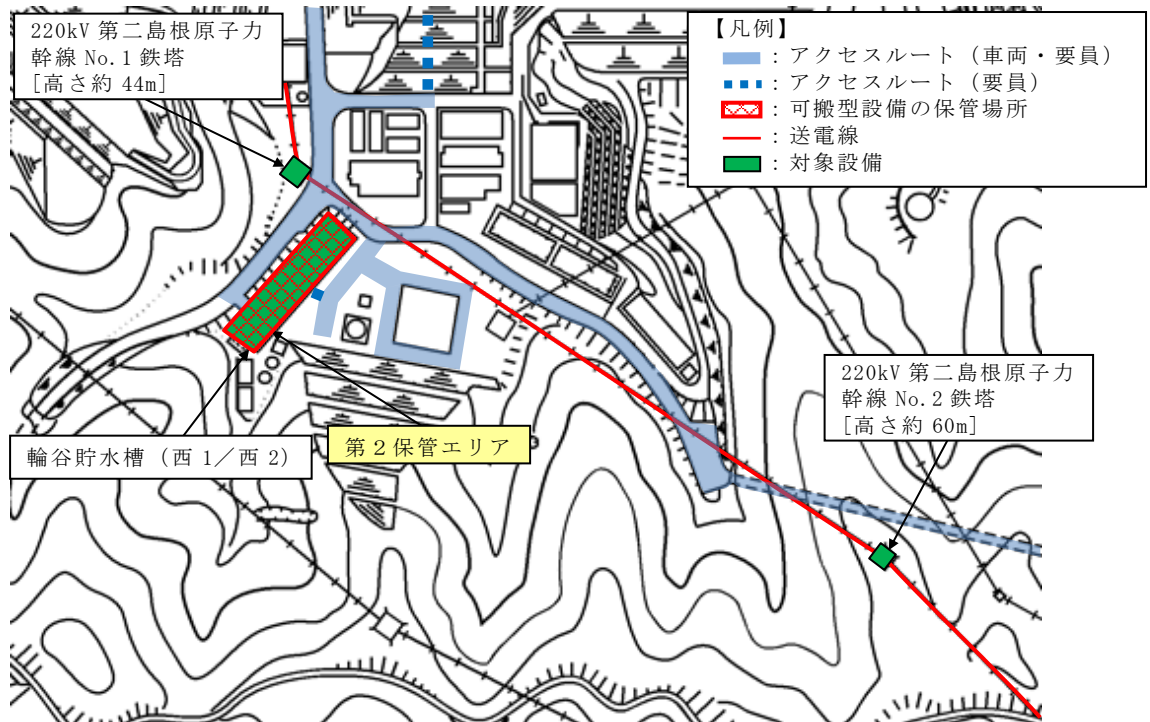 220kV 第二島根原子力
幹線 No.1 鉄塔
[高さ約 44m]
【凡例】
：アクセスルート（車両・要員）
：アクセスルート（要員）
：可搬型設備の保管場所
：送電線
：対象設備
220kV 第二島根原子力
幹線 No.2 鉄塔
[高さ約 60m]
輪谷貯水槽（西 1／西 2）
第２保管エリア